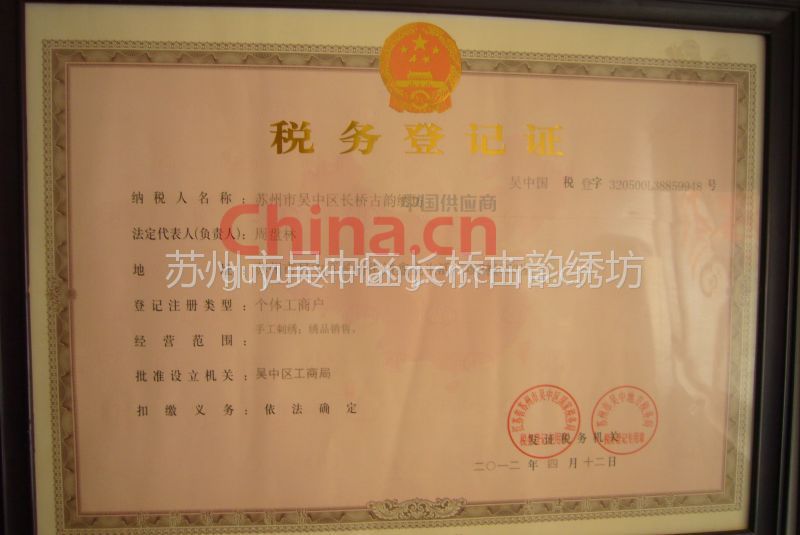 税务登记证
吴中国 税 登字 320500L38859948 号
纳税人名称：苏州市吴中区长桥古韵绣坊
中国供应商
China.cn
法定代表人(负责人)：周盘林
地
苏州市吴中区长桥古韵绣坊
登记注册类型：个体工商户
手工刺绣；绣品销售。
经营范围：
批准设立机关：吴中区工商局
扣缴义务：依法确定
发证税务机关
二〇一二年四月十二日